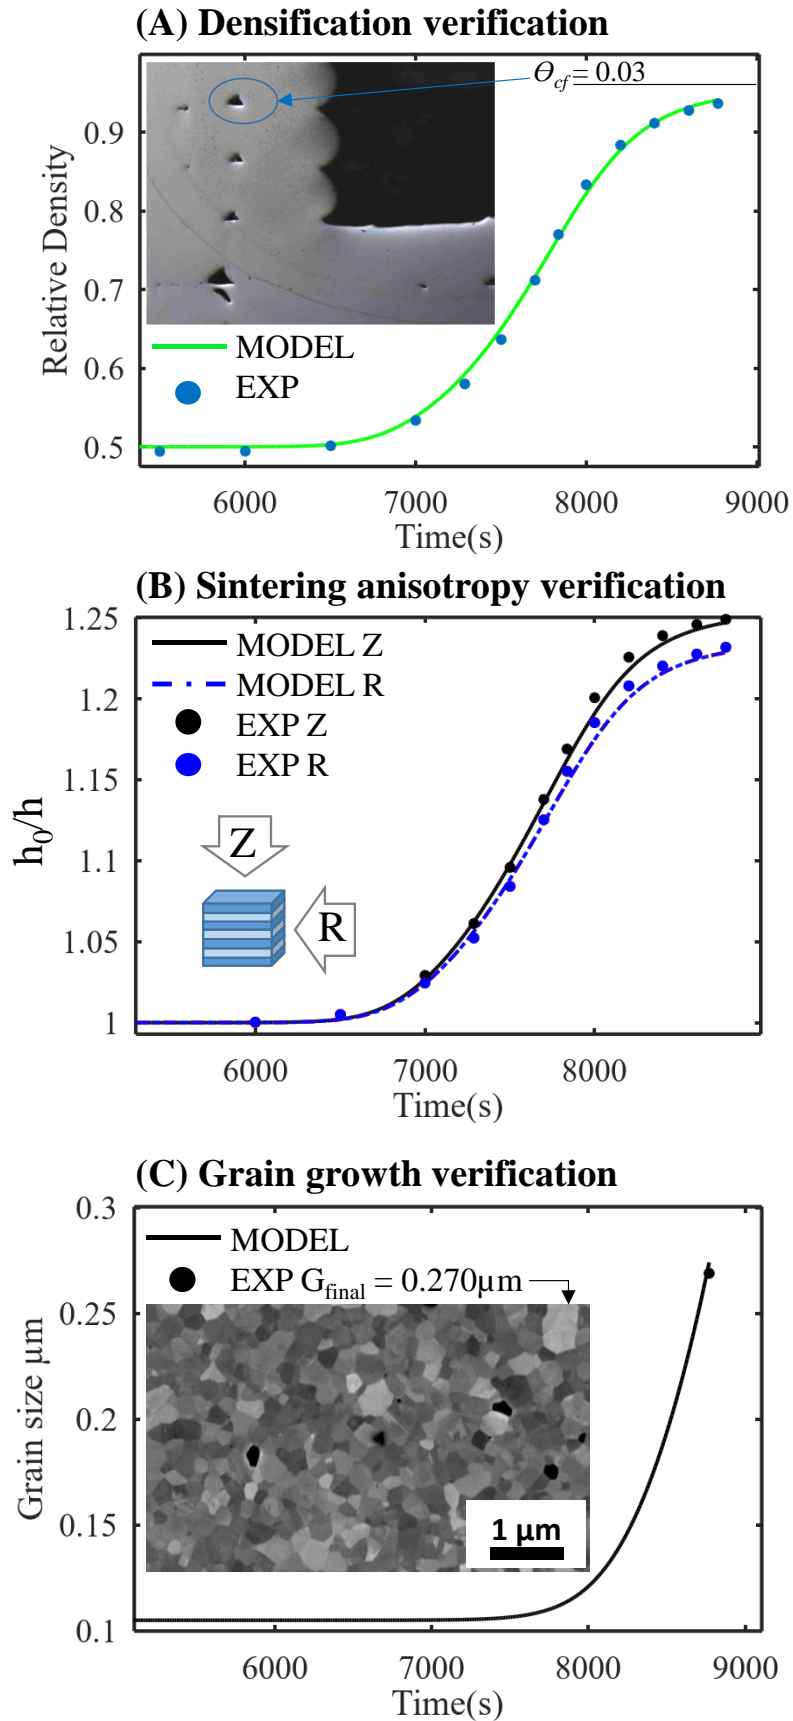 (A) Densification verification
Θcf = 0.03
0.9
0.8
0.7
0.6
0.5
Relative Density
MODEL
EXP
6000 7000 8000 9000
Time(s)
(B) Sintering anisotropy verification
1.25
1.2
1.15
1.1
1.05
1
h₀/h
MODEL Z
MODEL R
EXP Z
EXP R
Z
R
6000 7000 8000
Time(s)
(C) Grain growth verification
0.3
0.25
0.2
0.15
0.1
Grain size µm
MODEL
EXP Gfinal = 0.270µm
1 µm
6000 7000 8000 9000
Time(s)